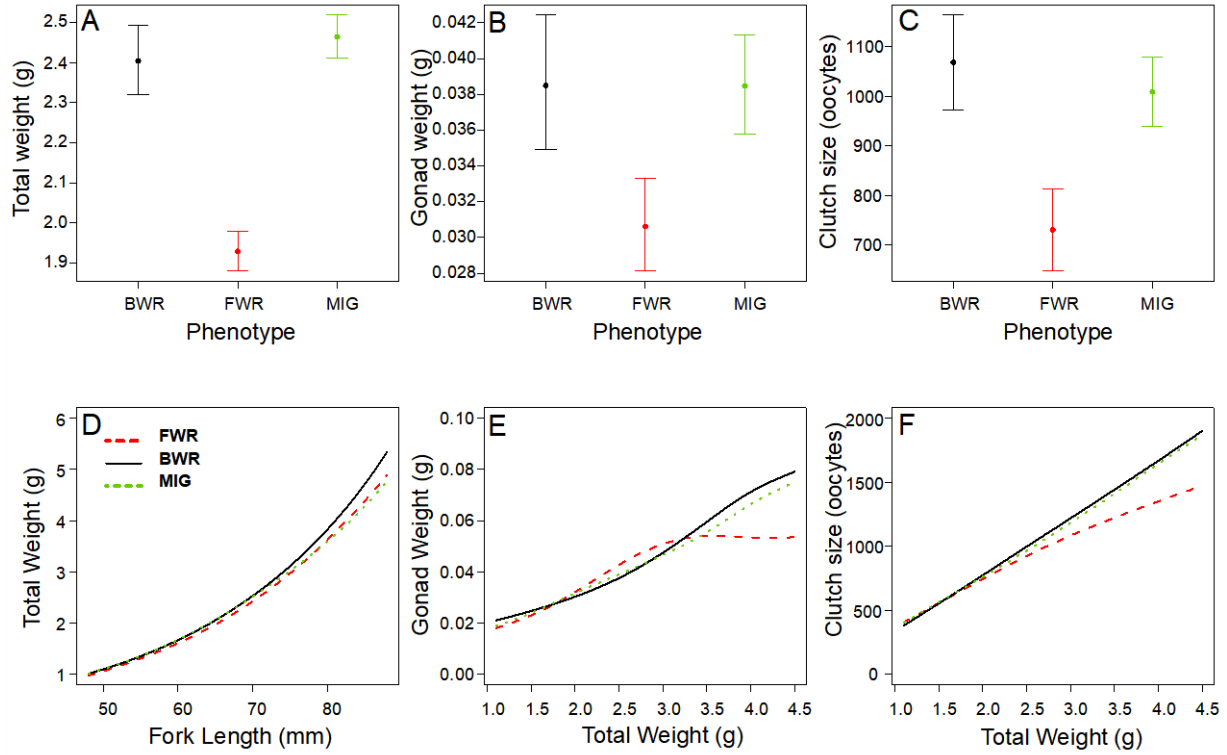 A
Total weight (g)
2.5
2.4
2.3
2.2
2.1
2.0
1.9
BWR FWR MIG
Phenotype
B
Gonad weight (g)
0.042
0.040
0.038
0.036
0.034
0.032
0.030
0.028
BWR FWR MIG
Phenotype
C
Clutch size (oocytes)
1100
1000
900
800
700
BWR FWR MIG
Phenotype
D
FWR
BWR
MIG
Total Weight (g)
6
5
4
3
2
1
50 60 70 80
Fork Length (mm)
E
Gonad Weight (g)
0.10
0.08
0.06
0.04
0.02
0.00
1.0 1.5 2.0 2.5 3.0 3.5 4.0 4.5
Total Weight (g)
F
Clutch size (oocytes)
2000
1500
1000
500
0
1.0 1.5 2.0 2.5 3.0 3.5 4.0 4.5
Total Weight (g)